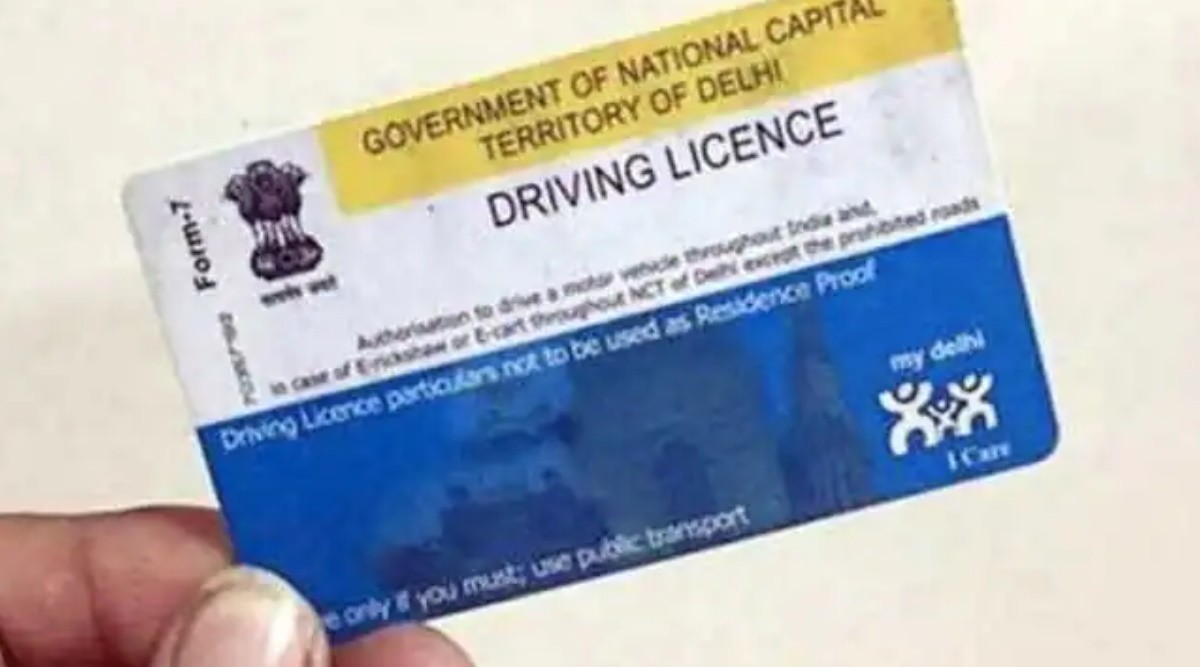 GOVERNMENT OF NATIONAL CAPITAL
TERRITORY OF DELHI
DRIVING LICENCE
Form-7
सत्यमेव जयते
Authorisation to drive a motor vehicle throughout India and,
in case of E-rickshaw or E-cart throughout NCT of Delhi except the prohibited roads
Driving Licence particulars not to be used as Residence Proof
my delhi
I Care
only if you must; use public transport